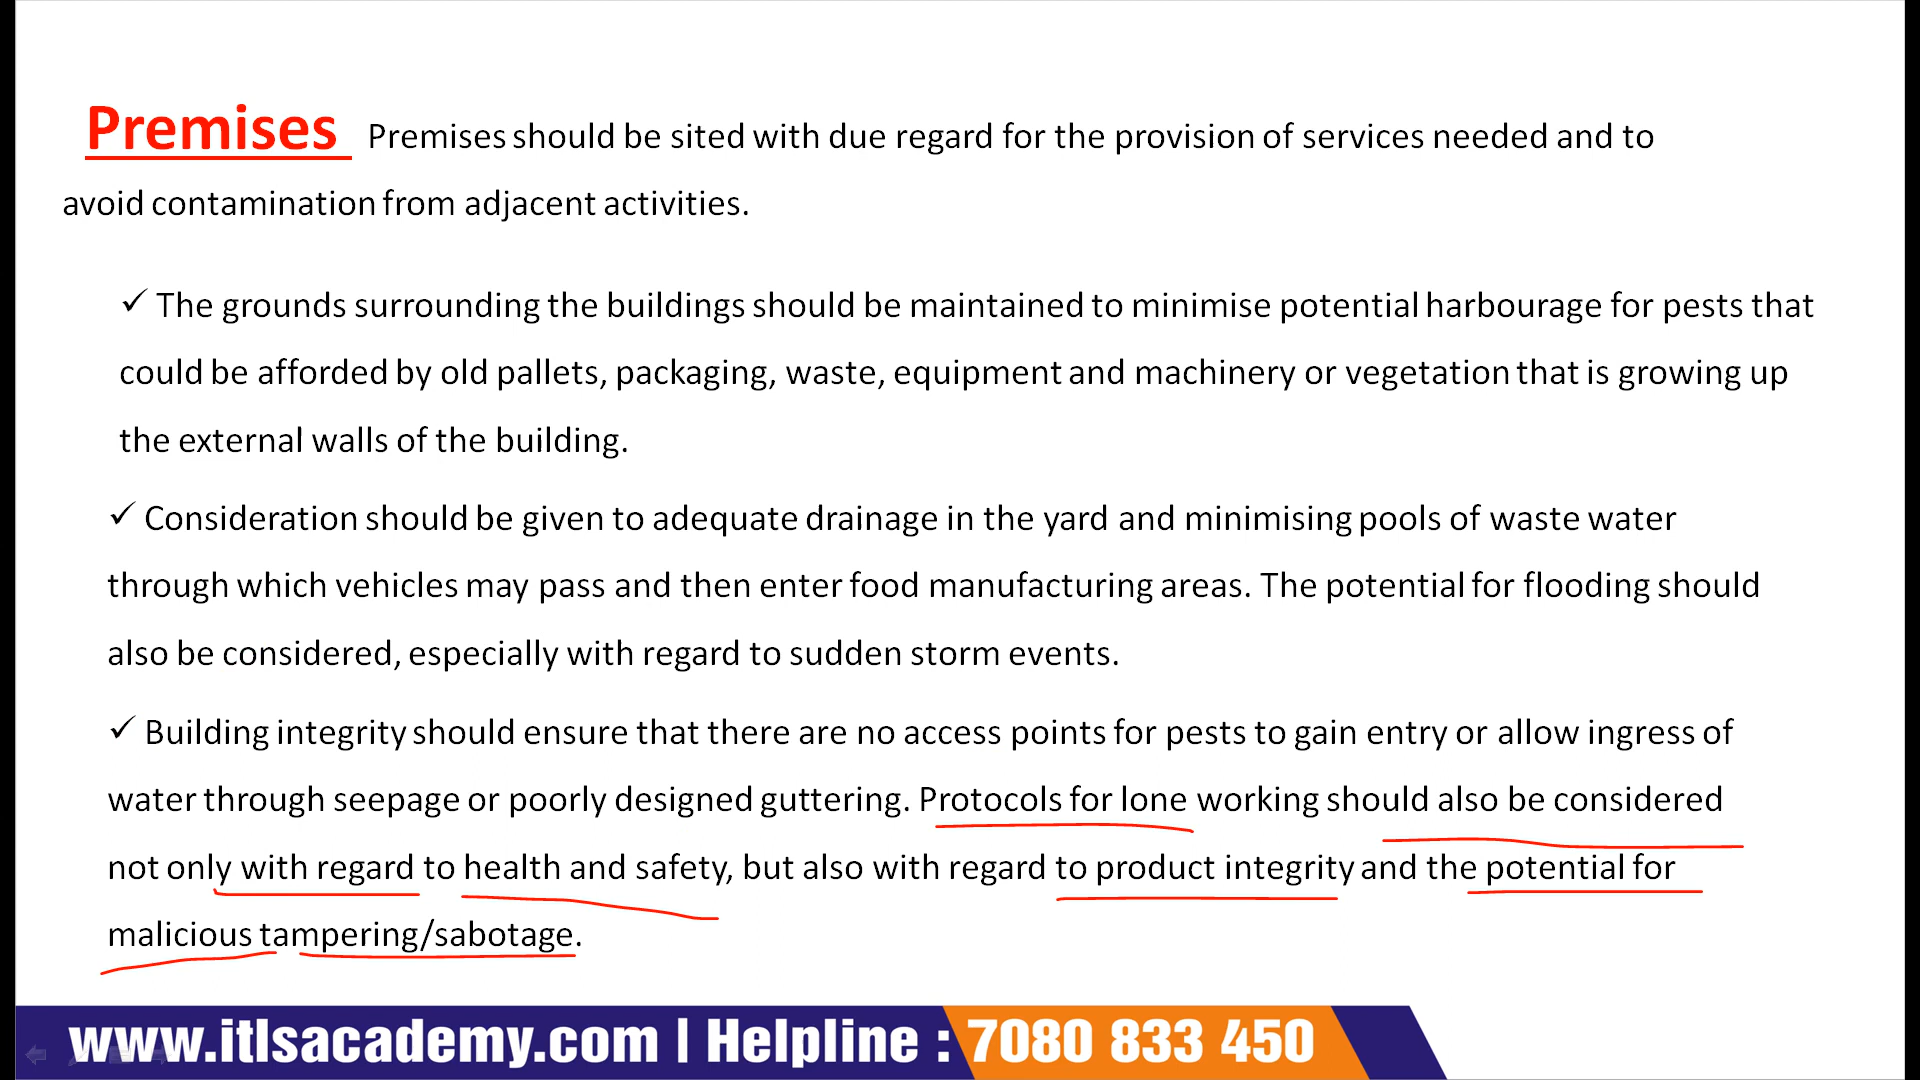 Premises Premises should be sited with due regard for the provision of services needed and to
avoid contamination from adjacent activities.
✓ The grounds surrounding the buildings should be maintained to minimise potential harbourage for pests that
could be afforded by old pallets, packaging, waste, equipment and machinery or vegetation that is growing up
the external walls of the building.
✓ Consideration should be given to adequate drainage in the yard and minimising pools of waste water
through which vehicles may pass and then enter food manufacturing areas. The potential for flooding should
also be considered, especially with regard to sudden storm events.
✓ Building integrity should ensure that there are no access points for pests to gain entry or allow ingress of
water through seepage or poorly designed guttering. Protocols for lone working should also be considered
not only with regard to health and safety, but also with regard to product integrity and the potential for
malicious tampering/sabotage.
www.itlsacademy.com | Helpline : 7080 833 450